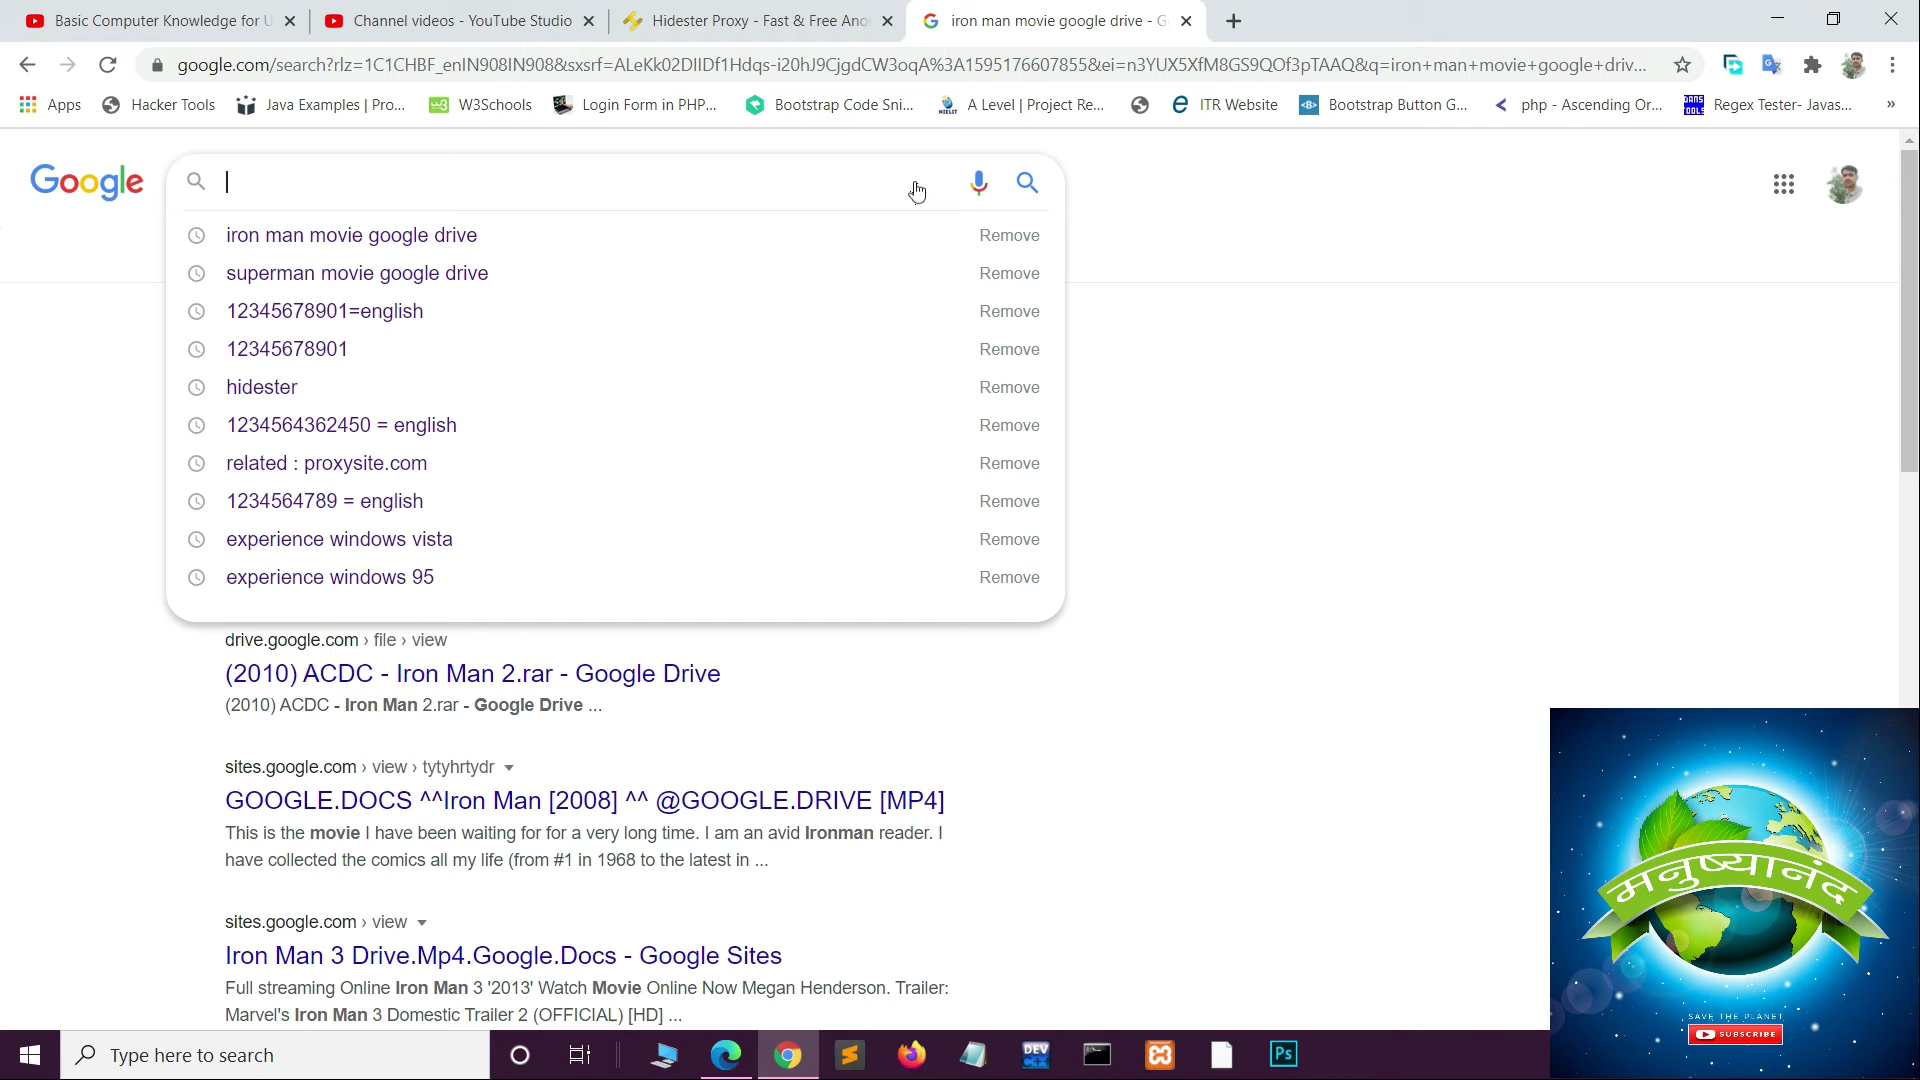 Basic Computer Knowledge for U
Channel videos - YouTube Studio
Hidester Proxy - Fast & Free Ano
iron man movie google drive - G
google.com/search?rlz=1C1CHBF_enIN908IN908&sxsrf=ALeKk02DIIDf1Hdqs-i20hJ9CjgdCW3oqA%3A1595176607855&ei=n3YUX5XfM8GS9QOf3pTAAQ&q=iron+man+movie+google+driv...
Apps
Hacker Tools
Java Examples | Pro...
W3Schools
Login Form in PHP...
Bootstrap Code Sni...
A Level | Project Re...
ITR Website
Bootstrap Button G...
php - Ascending Or...
Regex Tester- Javas...
»
Google
iron man movie google drive Remove
superman movie google drive Remove
12345678901=english Remove
12345678901 Remove
hidester Remove
1234564362450 = english Remove
related : proxysite.com Remove
1234564789 = english Remove
experience windows vista Remove
experience windows 95 Remove
drive.google.com › file › view
(2010) ACDC - Iron Man 2.rar - Google Drive
(2010) ACDC - Iron Man 2.rar - Google Drive ...
sites.google.com › view › tytyhrtydr
GOOGLE.DOCS ^^Iron Man [2008] ^^ @GOOGLE.DRIVE [MP4]
This is the movie I have been waiting for for a very long time. I am an avid Ironman reader. I
have collected the comics all my life (from #1 in 1968 to the latest in ...
sites.google.com › view
Iron Man 3 Drive.Mp4.Google.Docs - Google Sites
Full streaming Online Iron Man 3 '2013' Watch Movie Online Now Megan Henderson. Trailer:
Marvel's Iron Man 3 Domestic Trailer 2 (OFFICIAL) [HD] ...
मनुष्यानंद
SAVE THE PLANET
SUBSCRIBE
Type here to search
DEV
C++
Ps